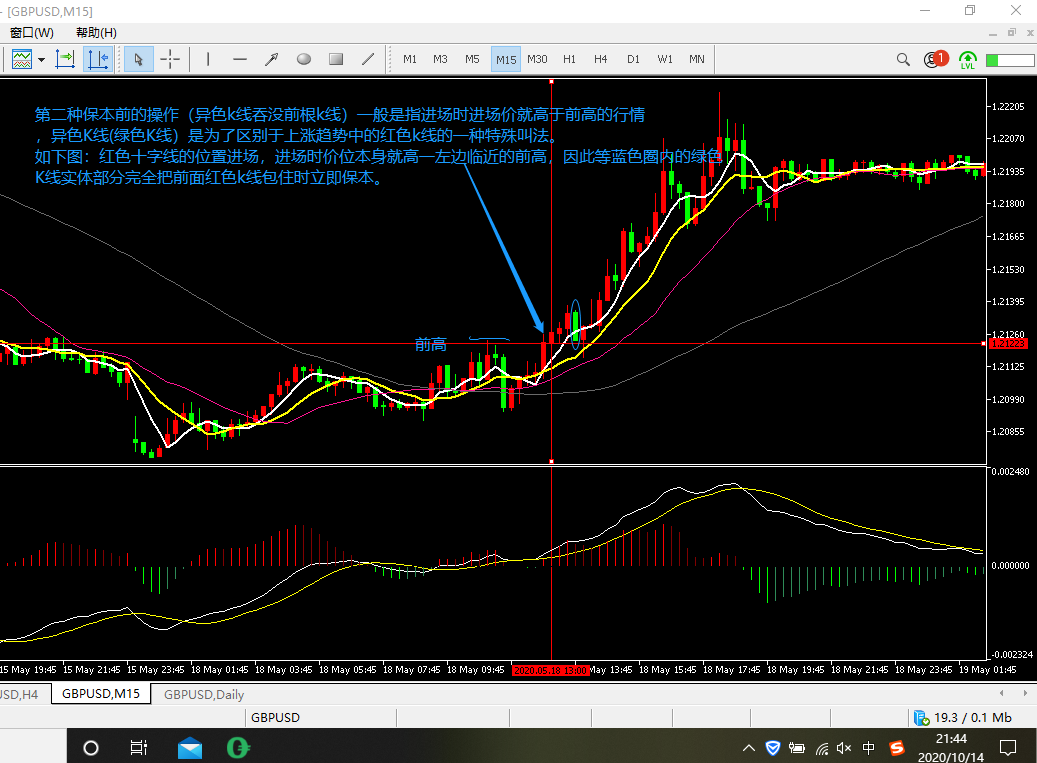 - [GBPUSD,M15]
窗口(W) 帮助(H)
M1 M3 M5 M15 M30 H1 H4 D1 W1 MN
1
LVL
第二种保本前的操作（异色k线吞没前根k线）一般是指进场时进场价就高于前高的行情
，异色K线(绿色K线）是为了区别于上涨趋势中的红色k线的一种特殊叫法。
如下图：红色十字线的位置进场，进场时价位本身就高一左边临近的前高，因此等蓝色圈内的绿色
K线实体部分完全把前面红色k线包住时立即保本。
前高
1.22205
1.22070
1.21935
1.21800
1.21665
1.21530
1.21395
1.21260
1.21125
1.20990
1.20855
0.002480
0.000000
-0.002324
15 May 19:45 15 May 21:45 15 May 23:45 18 May 01:45 18 May 03:45 18 May 05:45 18 May 07:45 18 May 09:45 2020.05.18 13:00 May 13:45 18 May 15:45 18 May 17:45 18 May 19:45 18 May 21:45 18 May 23:45 19 May 01:45
USD,H4 GBPUSD,M15 GBPUSD,Daily
GBPUSD
19.3 / 0.1 Mb
中
21:44
2020/10/14